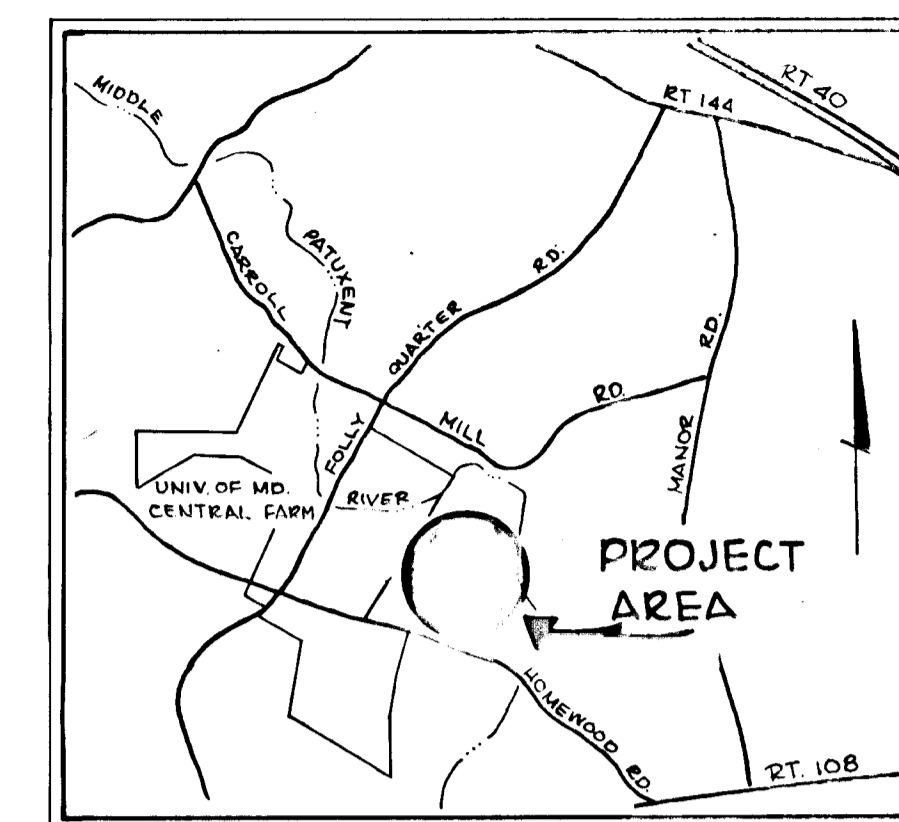 MIDDLE
RT 40
RT 144
CARROLL
PATUXENT
RD.
QUARTER
RD.
RD.
MILL
FOLLY
MANOR
UNIV. OF MD.
CENTRAL FARM
RIVER
PROJECT
AREA
HOMEWOOD RD.
RT. 108